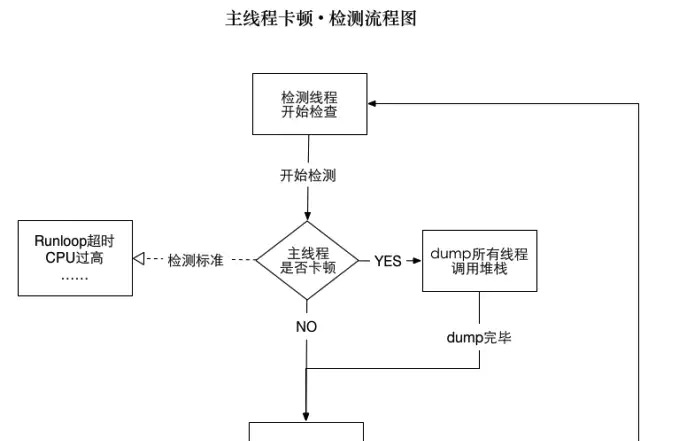 主线程卡顿·检测流程图
检测线程
开始检查
开始检测
Runloop超时
CPU过高
……
检测标准
主线程
是否卡顿
YES
dump所有线程
调用堆栈
NO
dump完毕